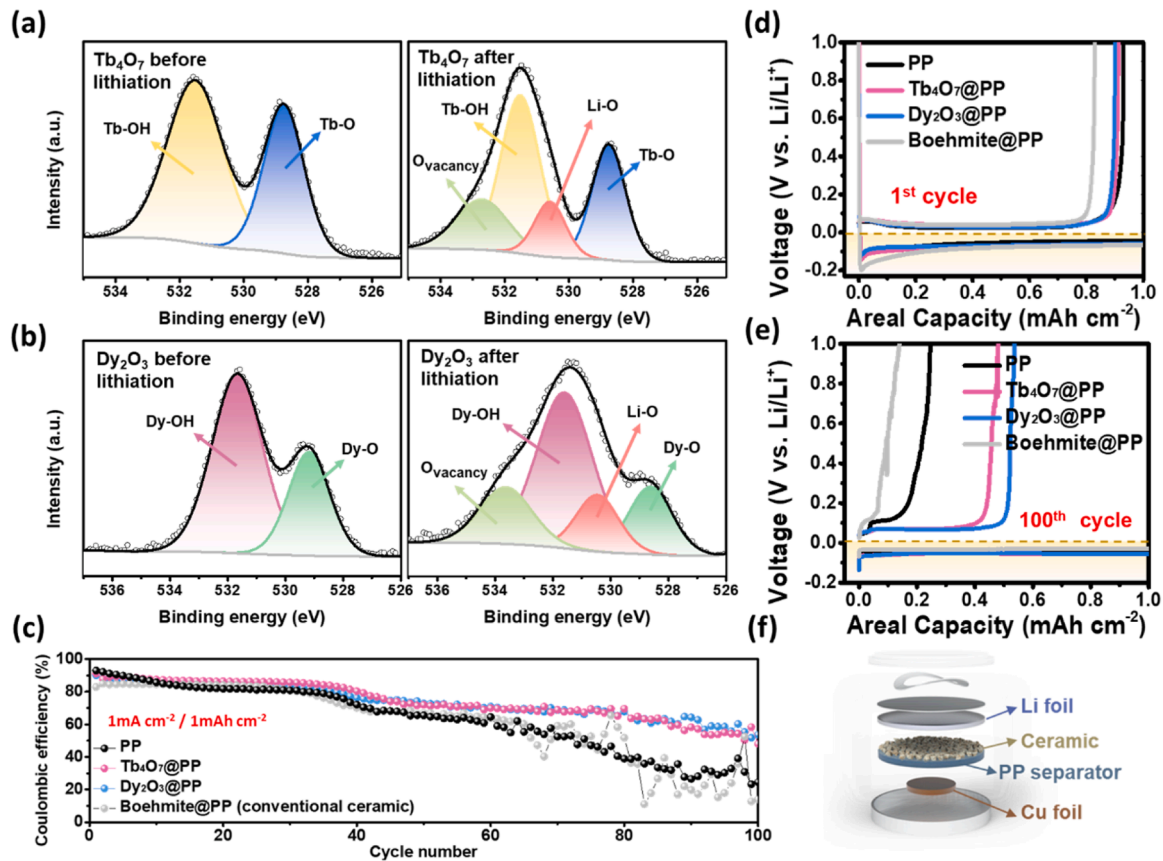 (a)
Tb₄O₇ before
lithiation
Tb-OH
Tb-O
Intensity (a.u.)
534 532 530 528 526
Binding energy (eV)
Tb₄O₇ after
lithiation
Tb-OH
Li-O
Ovacancy
Tb-O
534 532 530 528 526
Binding energy (eV)
(b)
Dy₂O₃ before
lithiation
Dy-OH
Dy-O
Intensity (a.u.)
536 534 532 530 528 526
Binding energy (eV)
Dy₂O₃ after
lithiation
Dy-OH
Li-O
Dy-O
Ovacancy
536 534 532 530 528 526
Binding energy (eV)
(c)
Coulombic efficiency (%)
100
80
60
40
20
0
1mA cm⁻² / 1mAh cm⁻²
PP
Tb₄O₇@PP
Dy₂O₃@PP
Boehmite@PP (conventional ceramic)
0 20 40 60 80 100
Cycle number
(d)
Voltage (V vs. Li/Li⁺)
1.0
0.8
0.6
0.4
0.2
0.0
-0.2
PP
Tb₄O₇@PP
Dy₂O₃@PP
Boehmite@PP
1st cycle
0.0 0.2 0.4 0.6 0.8 1.0
Areal Capacity (mAh cm⁻²)
(e)
Voltage (V vs. Li/Li⁺)
1.0
0.8
0.6
0.4
0.2
0.0
-0.2
PP
Tb₄O₇@PP
Dy₂O₃@PP
Boehmite@PP
100th cycle
0.0 0.2 0.4 0.6 0.8 1.0
Areal Capacity (mAh cm⁻²)
(f)
Li foil
Ceramic
PP separator
Cu foil